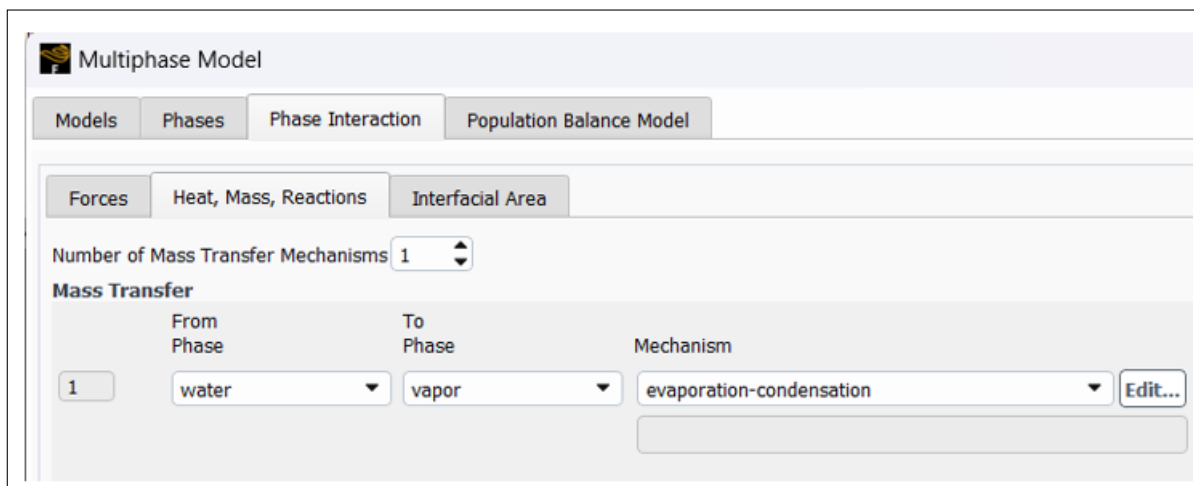 Multiphase Model
Models Phases Phase Interaction Population Balance Model
Forces Heat, Mass, Reactions Interfacial Area
Number of Mass Transfer Mechanisms 1
Mass Transfer
From To
Phase Phase Mechanism
1 water vapor evaporation-condensation Edit...